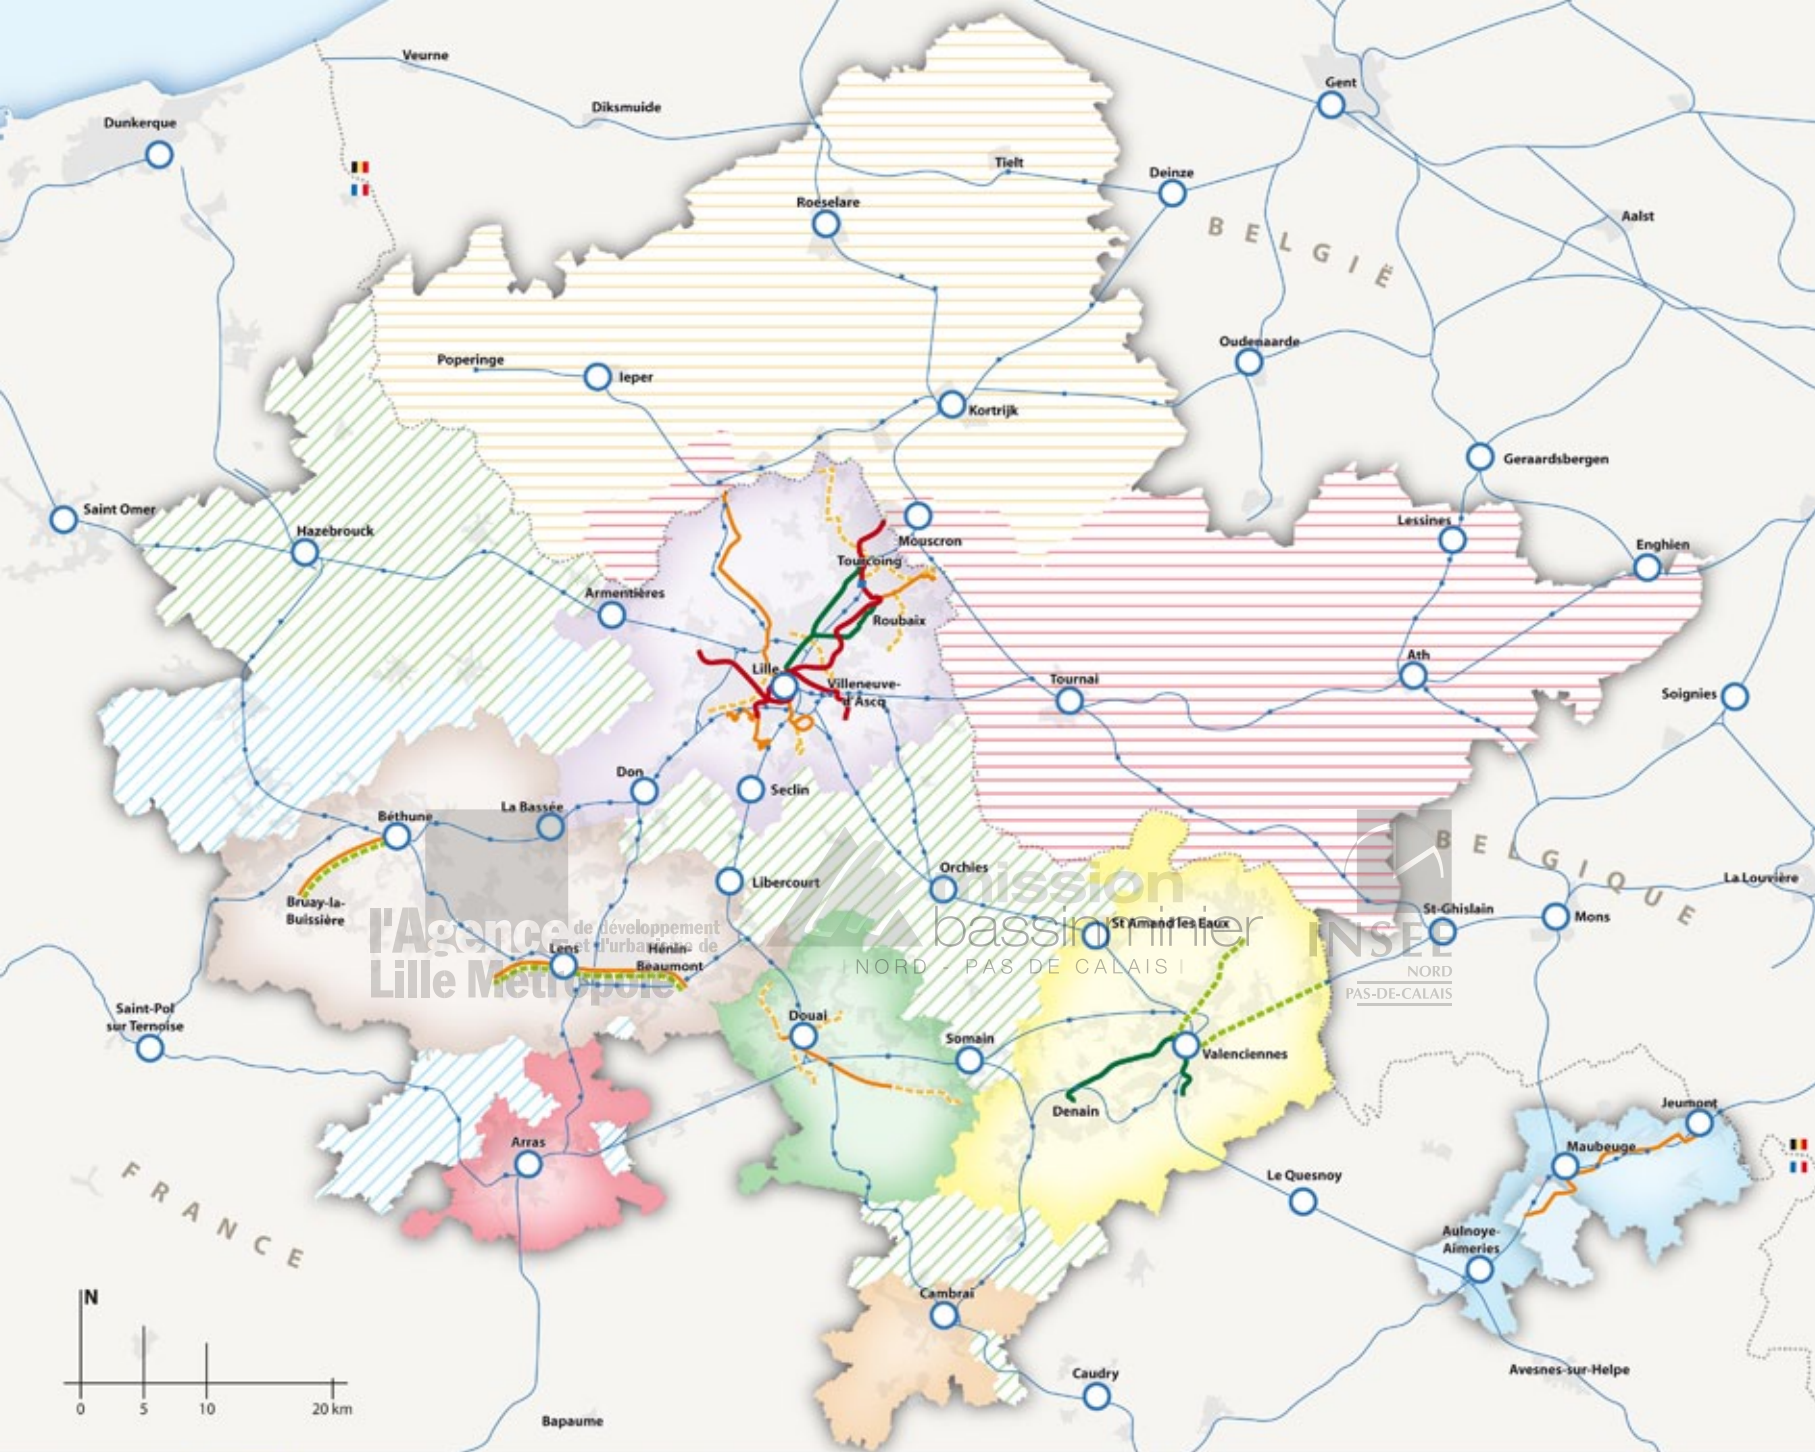 Veurne
Diksmuide
Gent
Dunkerque
Tielt
Deinze
Roeselare
Aalst
BELGIË
Oudenaarde
Poperinge
Ieper
Kortrijk
Geraardsbergen
Saint Omer
Hazebrouck
Lessines
Mouscron
Enghien
Tourcoing
Armentières
Roubaix
Ath
Lille
Villeneuve-
d'Ascq
Tournai
Soignies
Don
Seclin
La Bassée
Béthune
BELGIQUE
Orchies
Libercourt
La Louvière
mission
bassin minier
NORD - PAS DE CALAIS
Bruay-la-
Buissière
St Amand les Eaux
St-Ghislain
Mons
l'Agence de développement
et d'urbanisme de
Lille Métropole
INSEE
NORD
PAS-DE-CALAIS
Lens
Hénin-
Beaumont
Saint-Pol
sur Ternoise
Douai
Somain
Valenciennes
Denain
Jeumont
Arras
Maubeuge
FRANCE
Le Quesnoy
Aulnoye-
Aimeries
Cambrai
N
Caudry
Avesnes-sur-Helpe
0 5 10 20 km
Bapaume